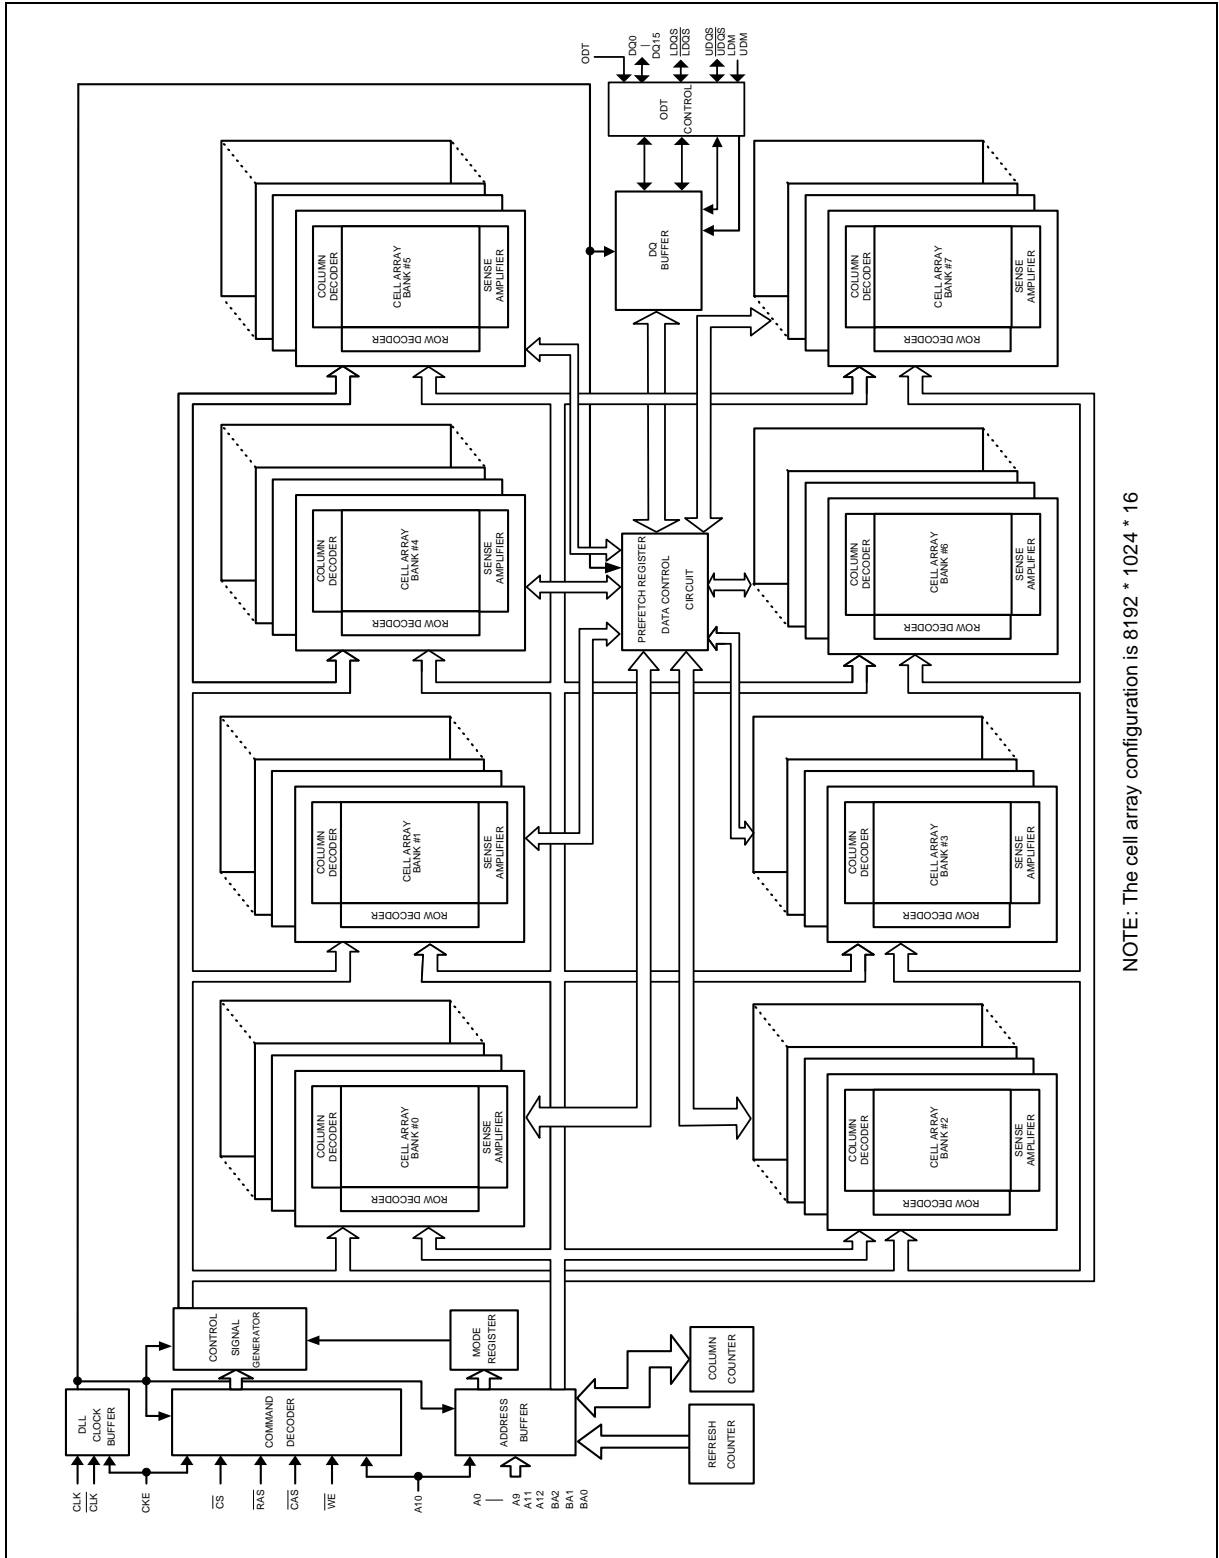 CLK
CLK
CKE
CS
RAS
CAS
WE
A10
A0
A9
A11
A12
BA2
BA1
BA0
DLL
CLOCK
BUFFER
COMMAND
DECODER
ADDRESS
BUFFER
REFRESH
COUNTER
COLUMN
COUNTER
CONTROL
SIGNAL
GENERATOR
MODE
REGISTER
COLUMN
DECODER
CELL ARRAY
BANK #0
SENSE
AMPLIFIER
ROW DECODER
COLUMN
DECODER
CELL ARRAY
BANK #2
SENSE
AMPLIFIER
ROW DECODER
COLUMN
DECODER
CELL ARRAY
BANK #1
SENSE
AMPLIFIER
ROW DECODER
COLUMN
DECODER
CELL ARRAY
BANK #3
SENSE
AMPLIFIER
ROW DECODER
COLUMN
DECODER
CELL ARRAY
BANK #4
SENSE
AMPLIFIER
ROW DECODER
PREFETCH REGISTER
DATA CONTROL
CIRCUIT
COLUMN
DECODER
CELL ARRAY
BANK #6
SENSE
AMPLIFIER
ROW DECODER
COLUMN
DECODER
CELL ARRAY
BANK #5
SENSE
AMPLIFIER
ROW DECODER
DQ
BUFFER
COLUMN
DECODER
CELL ARRAY
BANK #7
SENSE
AMPLIFIER
ROW DECODER
ODT
CONTROL
ODT
DQ0
DQ15
LDQS
LDQS
UDQS
UDQS
LDM
UDM
NOTE: The cell array configuration is 8192 * 1024 * 16